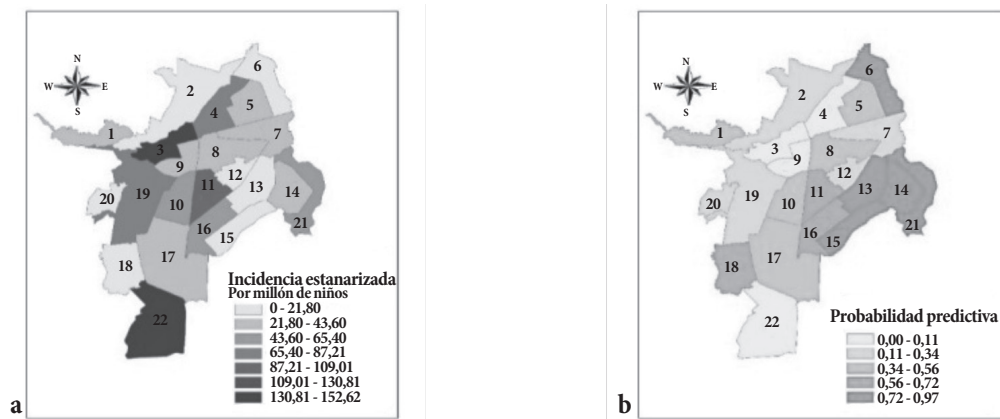 N
W E
S
6
2
4
5
1
3
8
7
9
12
20
19
11
13
10
14
16
21
15
18
17
22
Incidencia estanarizada
Por millón de niños
0 - 21,80
21,80 - 43,60
43,60 - 65,40
65,40 - 87,21
87,21 - 109,01
109,01 - 130,81
130,81 - 152,62
a
N
W E
S
6
2
4
5
1
7
3
8
9
12
19
11
13
14
20
10
16
15
21
18
17
22
Probabilidad predictiva
0,00 - 0,11
0,11 - 0,34
0,34 - 0,56
0,56 - 0,72
0,72 - 0,97
b